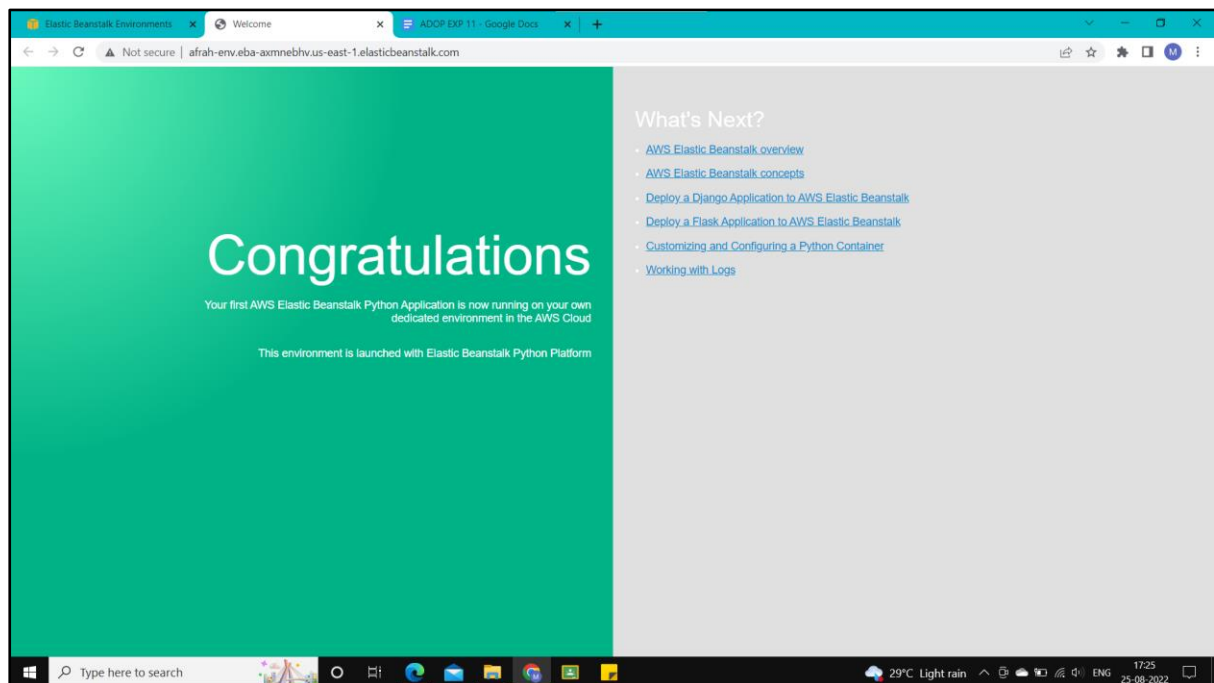 Elastic Beanstalk Environments
Welcome
ADOP EXP 11 - Google Docs
Not secure | afrah-env.eba-axmnebhv.us-east-1.elasticbeanstalk.com
M
Congratulations
Your first AWS Elastic Beanstalk Python Application is now running on your own
dedicated environment in the AWS Cloud
This environment is launched with Elastic Beanstalk Python Platform
What's Next?
AWS Elastic Beanstalk overview
AWS Elastic Beanstalk concepts
Deploy a Django Application to AWS Elastic Beanstalk
Deploy a Flask Application to AWS Elastic Beanstalk
Customizing and Configuring a Python Container
Working with Logs
Type here to search
29°C Light rain
ENG
17:25
25-08-2022